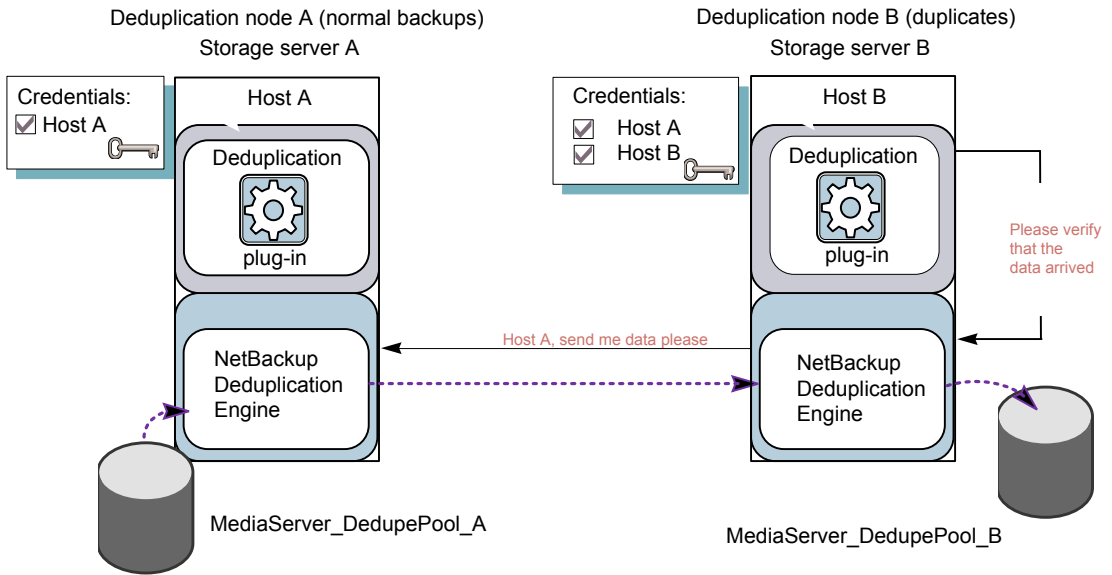 Deduplication node A (normal backups)
Storage server A
Credentials:
Host A
Host A
Deduplication
plug-in
NetBackup
Deduplication
Engine
MediaServer_DedupePool_A
Host A, send me data please
Deduplication node B (duplicates)
Storage server B
Credentials:
Host A
Host B
Host B
Deduplication
plug-in
Please verify
that the
data arrived
NetBackup
Deduplication
Engine
MediaServer_DedupePool_B